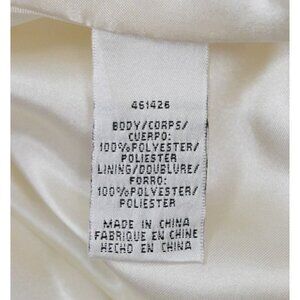 461426
BODY/CORPS/
CUERPO:
100%POLYESTER/
POLIESTER
LINING/DOUBLURE/
FORRO:
100%POLYESTER/
POLIESTER
MADE IN CHINA
FABRIQUE EN CHINE
HECHO EN CHINA